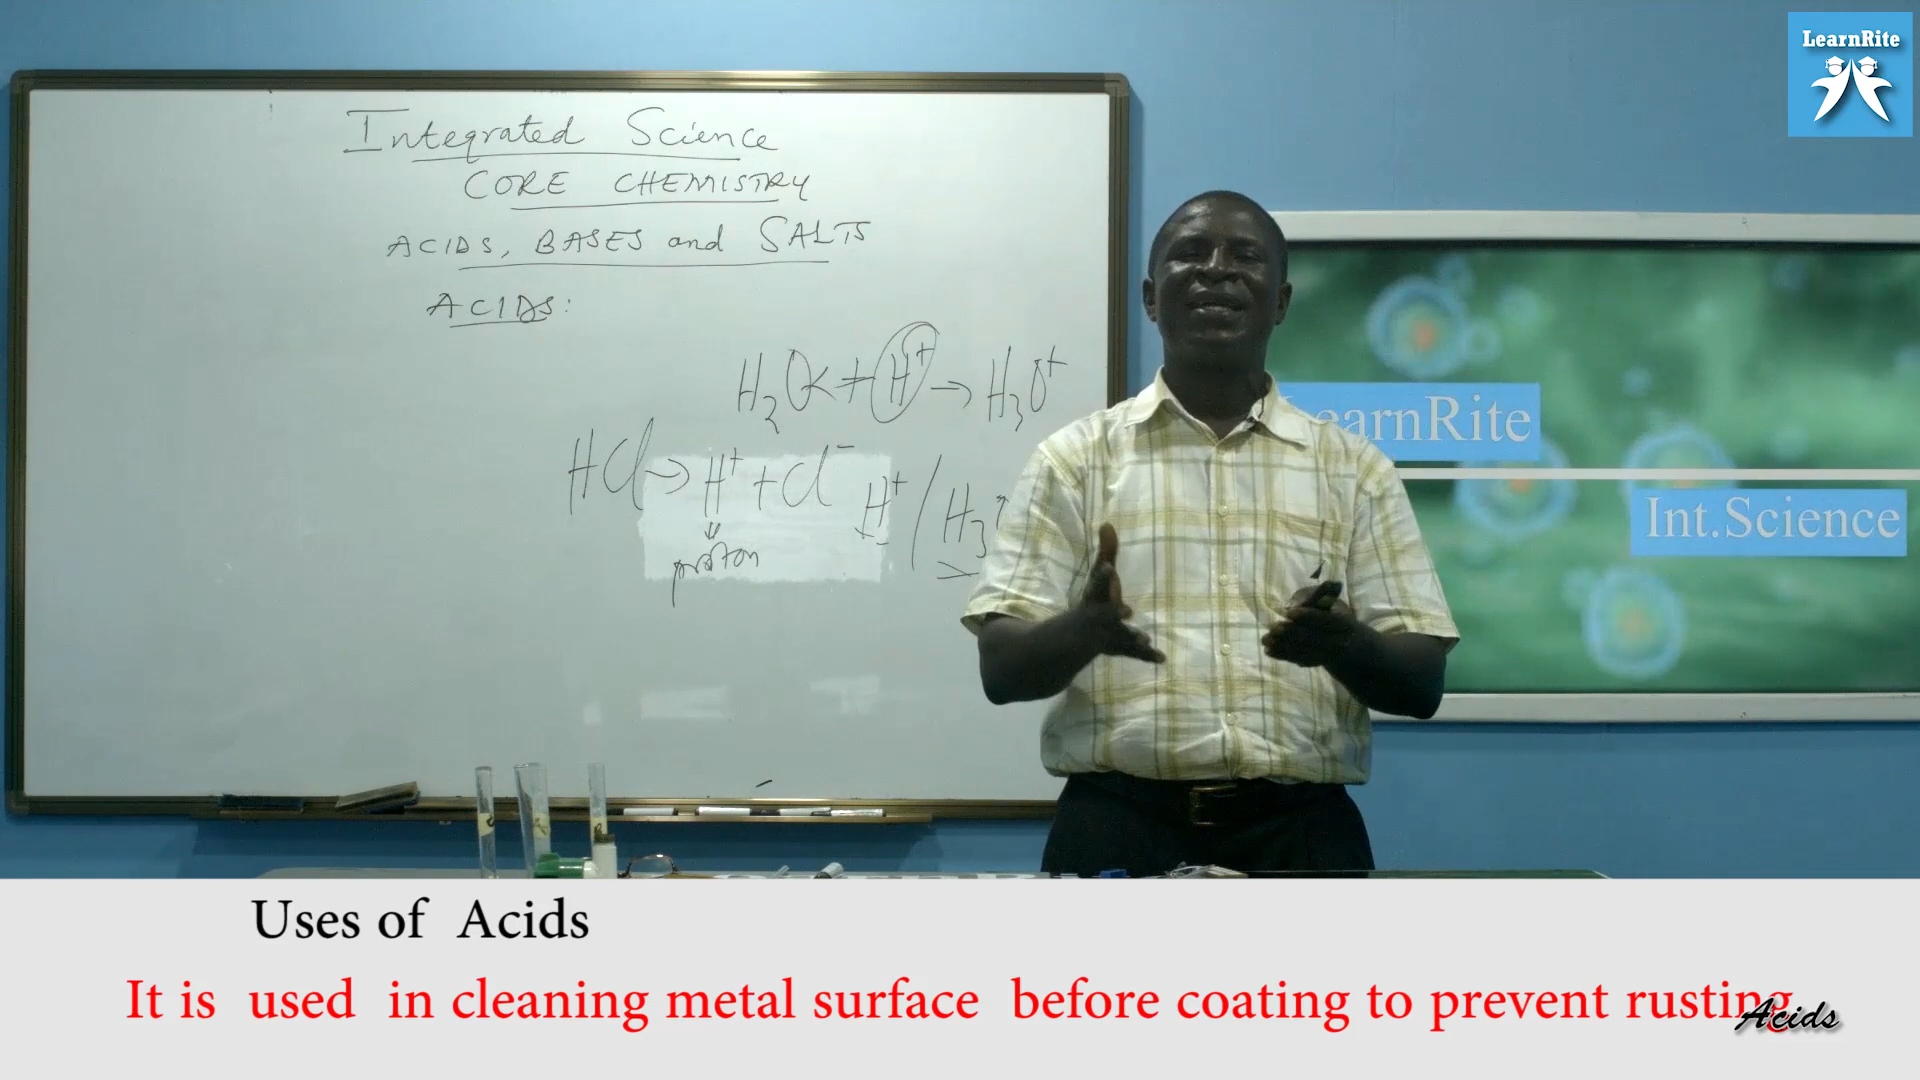 LearnRite
Integrated Science
CORE CHEMISTRY
ACIDS, BASES and SALTS
ACIDS:
H₂O + H⁺ → H₃O⁺
HCl → H⁺ + Cl⁻
H⁺ / H₃
proton
LearnRite
Int.Science
Uses of Acids
It is used in cleaning metal surface before coating to prevent rusting
Acids